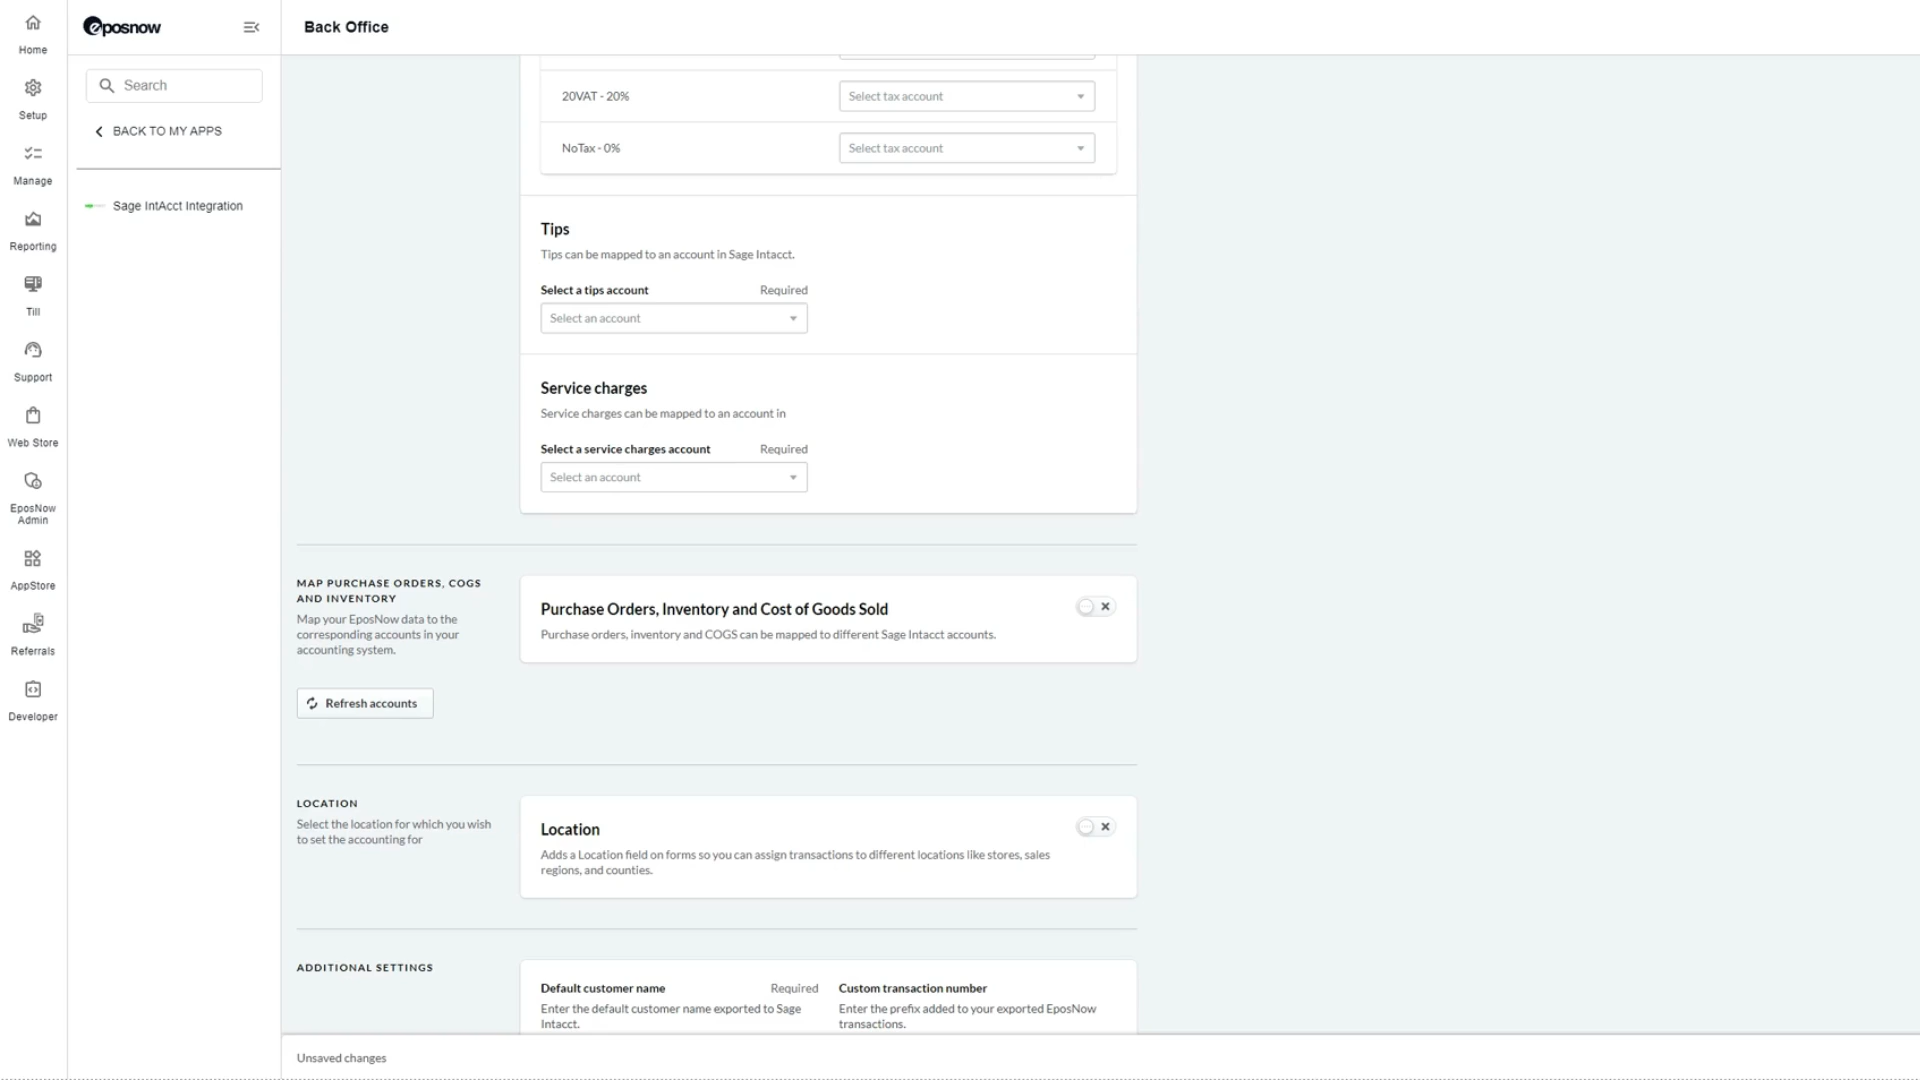 Home
Setup
Manage
Reporting
Till
Support
Web Store
EposNow
Admin
AppStore
Referrals
Developer
eposnow
Search
BACK TO MY APPS
Sage IntAcct Integration
Back Office
20VAT - 20%
Select tax account
NoTax - 0%
Select tax account
Tips
Tips can be mapped to an account in Sage Intacct.
Select a tips account Required
Select an account
Service charges
Service charges can be mapped to an account in
Select a service charges account Required
Select an account
MAP PURCHASE ORDERS, COGS
AND INVENTORY
Map your EposNow data to the
corresponding accounts in your
accounting system.
Refresh accounts
Purchase Orders, Inventory and Cost of Goods Sold
Purchase orders, inventory and COGS can be mapped to different Sage Intacct accounts.
LOCATION
Select the location for which you wish
to set the accounting for
Location
Adds a Location field on forms so you can assign transactions to different locations like stores, sales
regions, and counties.
ADDITIONAL SETTINGS
Default customer name Required
Enter the default customer name exported to Sage
Intacct.
Custom transaction number
Enter the prefix added to your exported EposNow
transactions.
Unsaved changes